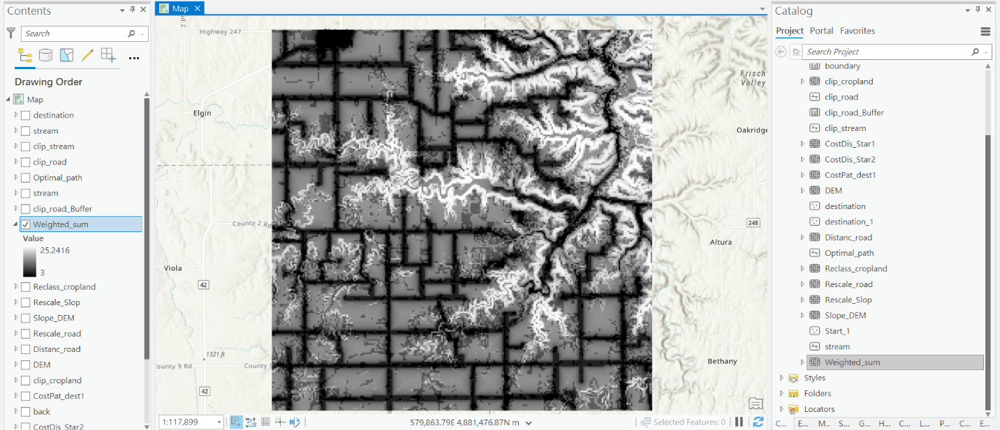 Contents
Search
Drawing Order
Map
destination
stream
clip_stream
clip_road
Optimal_path
stream
clip_road_Buffer
Weighted_sum
Value
25.2416
3
Reclass_cropland
Rescale_Slop
Slope_DEM
Rescale_road
Distanc_road
DEM
clip_cropland
CostPat_dest1
back
CostDis_Star2
Map
Highway 247
Elgin
Viola
42
County 2 Rd
1321 ft
County 9 Rd
County 9
42
Frisch
Valley
Oakridge
248
Altura
Bethany
1:117,899
579,863.79E 4,881,476.87N m
Selected Features: 0
Catalog
Project Portal Favorites
Search Project
boundary
clip_cropland
clip_road
clip_road_Buffer
clip_stream
CostDis_Star1
CostDis_Star2
CostPat_dest1
DEM
destination
destination_1
Distanc_road
Optimal_path
Reclass_cropland
Rescale_road
Rescale_Slop
Slope_DEM
Start_1
stream
Weighted_sum
Styles
Folders
Locators
C... E... M... S... G... H... C... L... P... C... E...